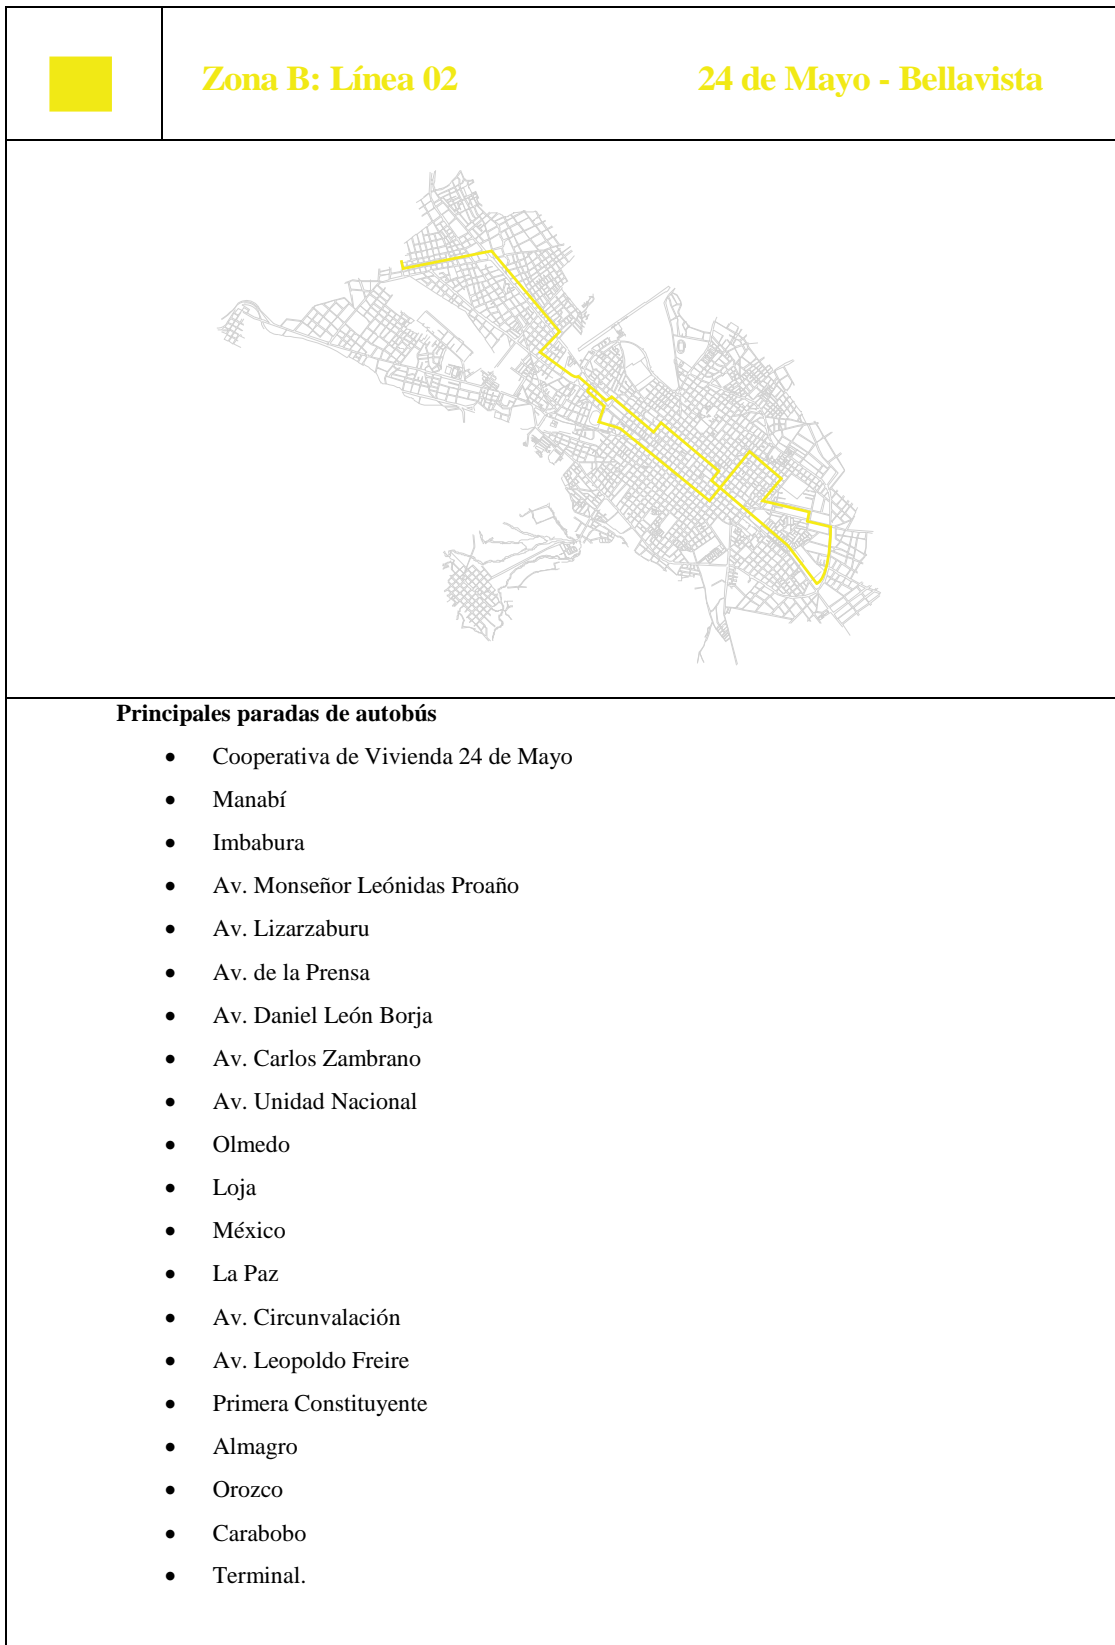 Zona B: Línea 02 24 de Mayo - Bellavista
Principales paradas de autobús
• Cooperativa de Vivienda 24 de Mayo
• Manabí
• Imbabura
• Av. Monseñor Leónidas Proaño
• Av. Lizarzaburu
• Av. de la Prensa
• Av. Daniel León Borja
• Av. Carlos Zambrano
• Av. Unidad Nacional
• Olmedo
• Loja
• México
• La Paz
• Av. Circunvalación
• Av. Leopoldo Freire
• Primera Constituyente
• Almagro
• Orozco
• Carabobo
• Terminal.